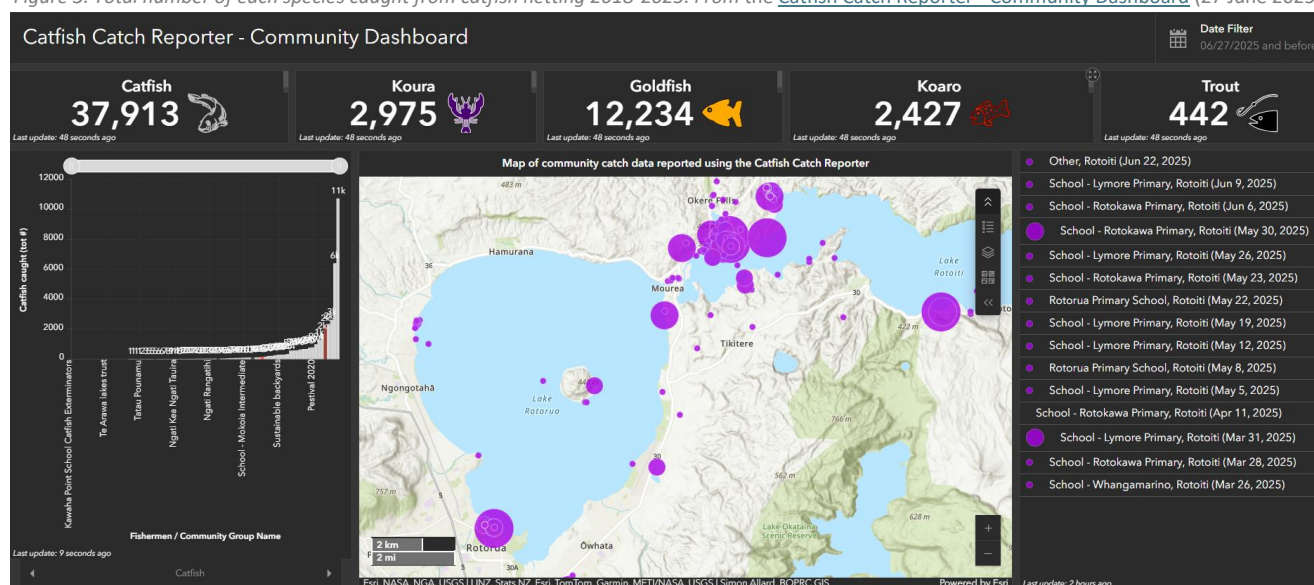 Figure 3. Total number of each species caught from catfish netting 2018-2025. From the Catfish Catch Reporter - Community Dashboard (27 June 2025
Catfish Catch Reporter - Community Dashboard
Date Filter
06/27/2025 and before
Catfish
37,913
Last update: 48 seconds ago
Koura
2,975
Last update: 48 seconds ago
Goldfish
12,234
Last update: 48 seconds ago
Koaro
2,427
Last update: 48 seconds ago
Trout
442
Last update: 48 seconds ago
12000
10000
8000
6000
4000
2000
0
Catfish caught (tot #)
11k
6k
Kawaha Point School Catfish Exterminators
Te Arawa lakes trust
Tatau Pounamu
Ngati Kea Ngati Tauira
Ngati Rangatihi
School - Mokoia Intermediate
Sustainable backyards
Pestival 2020
Fishermen / Community Group Name
Last update: 9 seconds ago
Catfish
Map of community catch data reported using the Catfish Catch Reporter
483 m
Okere Falls
Hamurana
36
Lake
Rotoiti
Mourea
30
422 m
Tikitere
Ngongotahā
Lake
Rotorua
766 m
30
562 m
757 m
5
Lake Okataina
Scenic Reserve
628 m
2 km
2 mi
Rotorua
Ōwhata
5
30A
Esri, NASA, NGA, USGS | LINZ, Stats NZ, Esri, TomTom, Garmin, METI/NASA, USGS | Simon Allard, BOPRC GIS
Powered by Esri
Other, Rotoiti (Jun 22, 2025)
School - Lymore Primary, Rotoiti (Jun 9, 2025)
School - Rotokawa Primary, Rotoiti (Jun 6, 2025)
School - Rotokawa Primary, Rotoiti (May 30, 2025)
School - Lymore Primary, Rotoiti (May 26, 2025)
School - Rotokawa Primary, Rotoiti (May 23, 2025)
Rotorua Primary School, Rotoiti (May 22, 2025)
School - Lymore Primary, Rotoiti (May 19, 2025)
School - Lymore Primary, Rotoiti (May 12, 2025)
Rotorua Primary School, Rotoiti (May 8, 2025)
School - Lymore Primary, Rotoiti (May 5, 2025)
School - Rotokawa Primary, Rotoiti (Apr 11, 2025)
School - Lymore Primary, Rotoiti (Mar 31, 2025)
School - Rotokawa Primary, Rotoiti (Mar 28, 2025)
School - Whangamarino, Rotoiti (Mar 26, 2025)
Last update: 2 hours ago